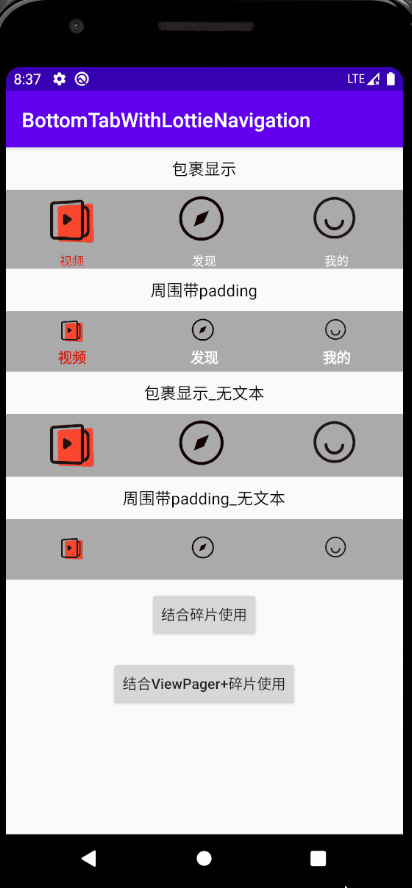 8:37 LTE
BottomTabWithLottieNavigation
包裹显示
视频 发现 我的
周围带padding
视频 发现 我的
包裹显示_无文本
周围带padding_无文本
结合碎片使用
结合ViewPager+碎片使用